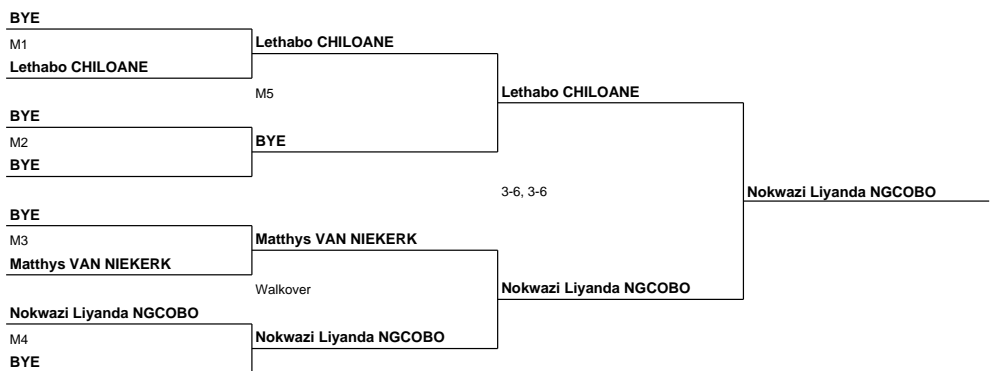 BYE
M1
Lethabo CHILOANE
Lethabo CHILOANE
M5
BYE
M2
BYE
BYE
Lethabo CHILOANE
3-6, 3-6
Nokwazi Liyanda NGCOBO
BYE
M3
Matthys VAN NIEKERK
Matthys VAN NIEKERK
Walkover
Nokwazi Liyanda NGCOBO
Nokwazi Liyanda NGCOBO
M4
BYE
Nokwazi Liyanda NGCOBO